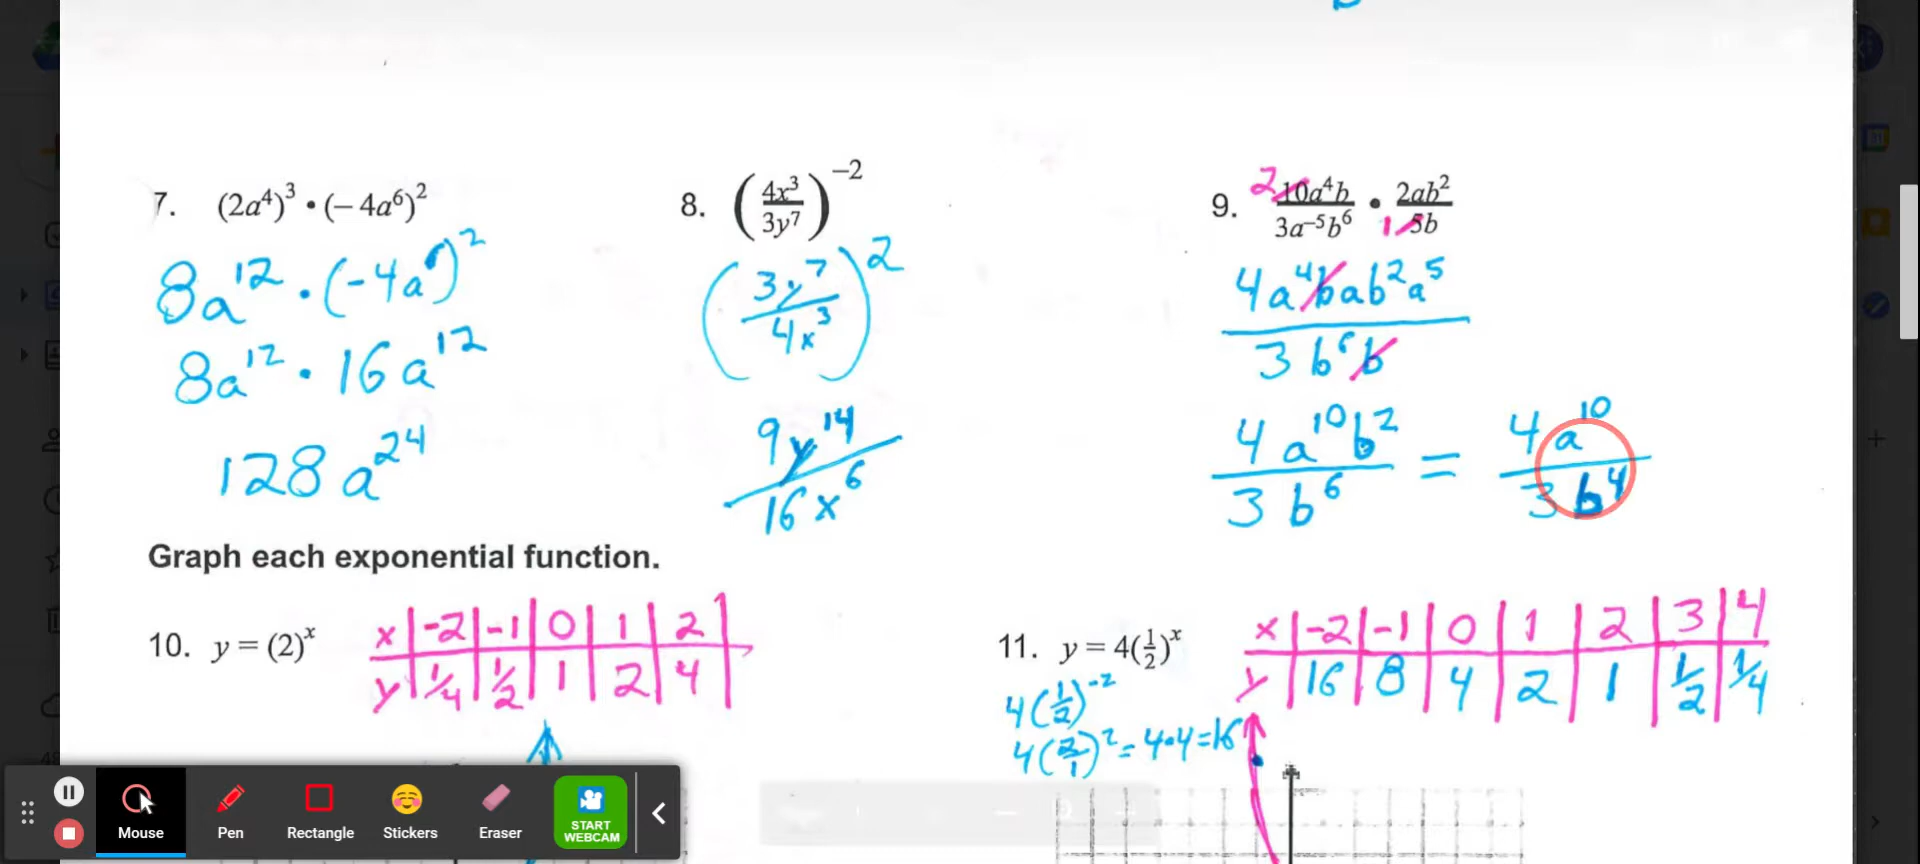 7. (2a⁴)³ • (– 4a⁶)²
8a¹² • (-4a⁶)²
8a¹² • 16a¹²
128a²⁴
8. (4x³/3y⁷)⁻²
(3y⁷/4x³)²
9y¹⁴/16x⁶
9. 10a⁴b/3a⁻⁵b⁶ • 2ab²/5b
2 1
4a⁴bab²a⁵/3b⁶b
4a¹⁰b²/3b⁶ = 4a¹⁰/3b⁴
Graph each exponential function.
10. y = (2)ˣ
x -2 -1 0 1 2
y 1/4 1/2 1 2 4
11. y = 4(1/2)ˣ
x -2 -1 0 1 2 3 4
y 16 8 4 2 1 1/2 1/4
4(1/2)⁻²
4(2/1)² = 4•4=16
Mouse Pen Rectangle Stickers Eraser START WEBCAM